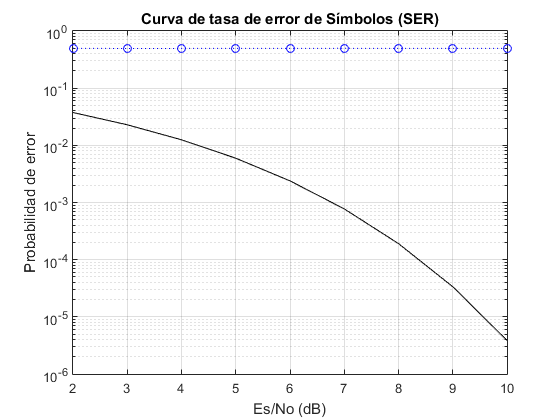 Curva de tasa de error de Símbolos (SER)
Probabilidad de error
10^0
10^-1
10^-2
10^-3
10^-4
10^-5
10^-6
2 3 4 5 6 7 8 9 10
Es/No (dB)